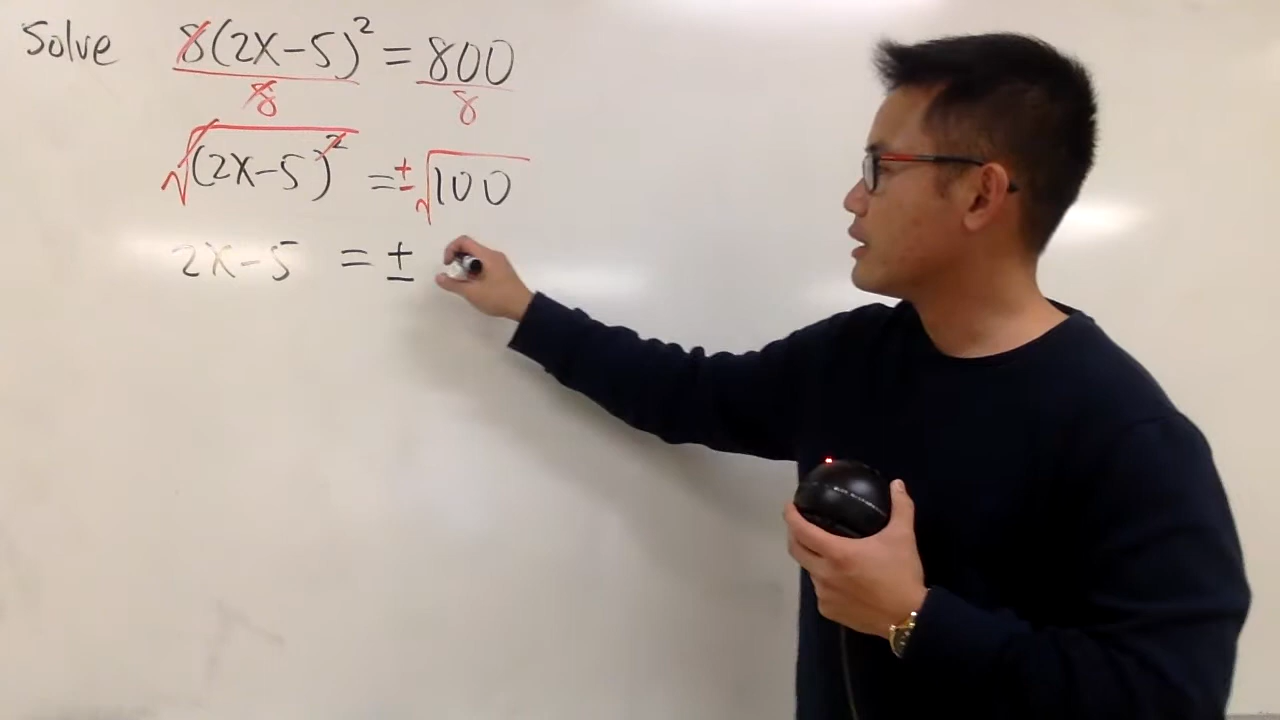 Solve 8(2x-5)² = 800
8 8
√(2x-5)² = ±√100
2x-5 = ±